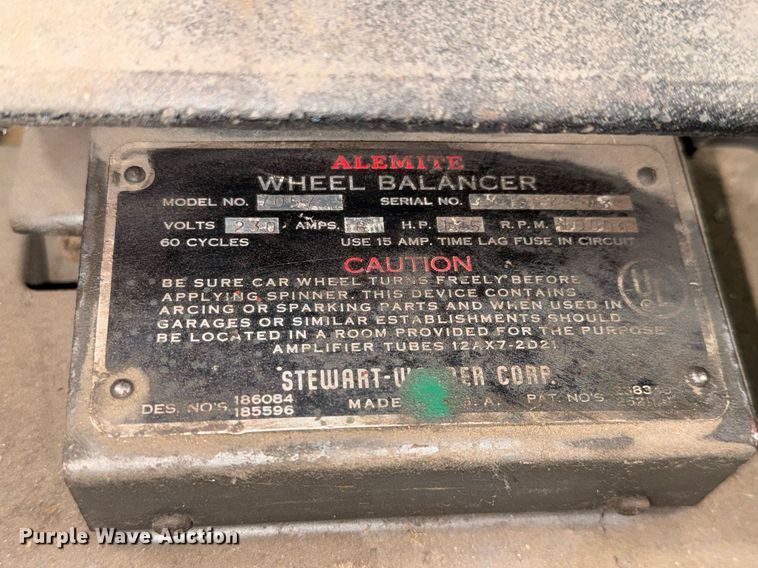 ALEMITE
WHEEL BALANCER
MODEL NO. SERIAL NO.
VOLTS 230 AMPS. H.P. R.P.M.
60 CYCLES USE 15 AMP. TIME LAG FUSE IN CIRCUIT
CAUTION
BE SURE CAR WHEEL TURNS FREELY BEFORE
APPLYING SPINNER. THIS DEVICE CONTAINS
ARCING OR SPARKING PARTS AND WHEN USED IN
GARAGES OR SIMILAR ESTABLISHMENTS SHOULD
BE LOCATED IN A ROOM PROVIDED FOR THE PURPOSE
AMPLIFIER TUBES 12AX7-2D21
UL
STEWART- CORP.
DES. NO'S. 186084
185596
MADE PAT. NO'S
Purple Wave Auction